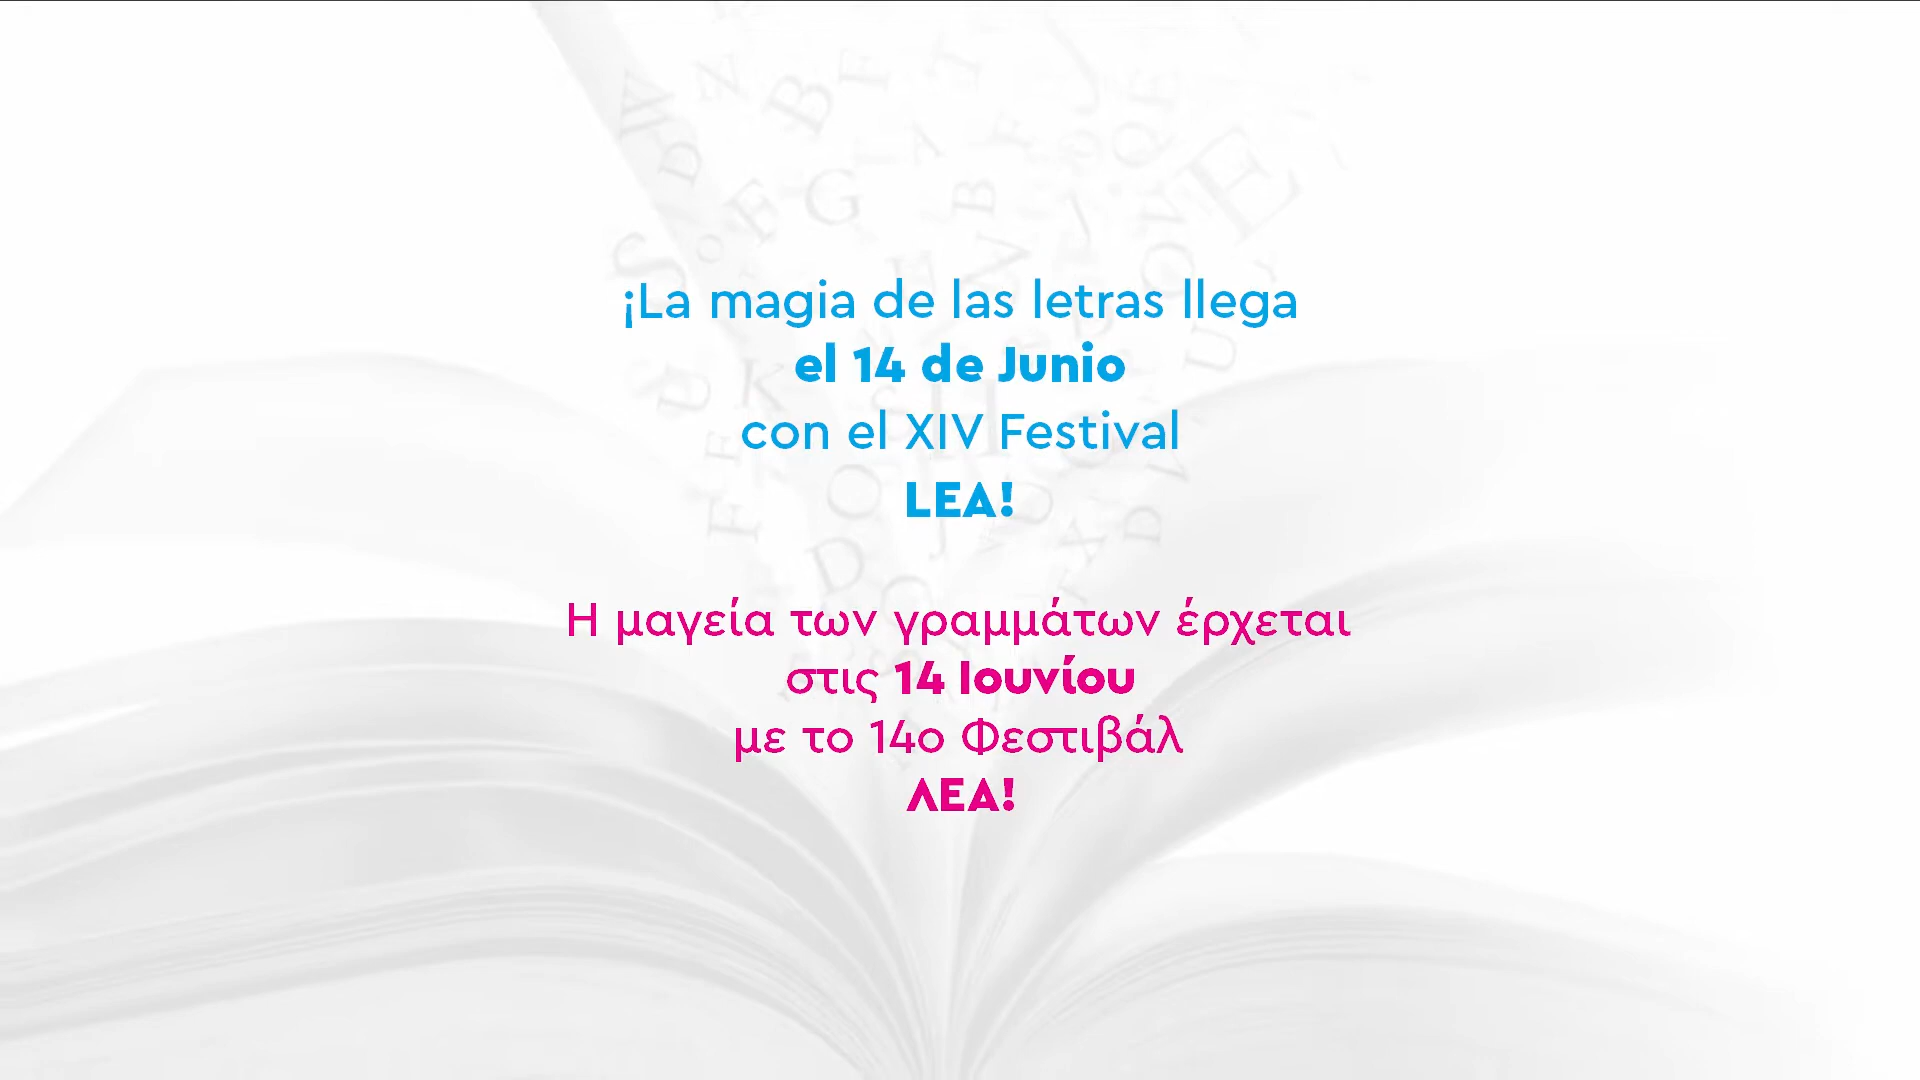 ¡La magia de las letras llega
el 14 de Junio
con el XIV Festival
LEA!
Η μαγεία των γραμμάτων έρχεται
στις 14 Ιουνίου
με το 14ο Φεστιβάλ
ΛΕΑ!